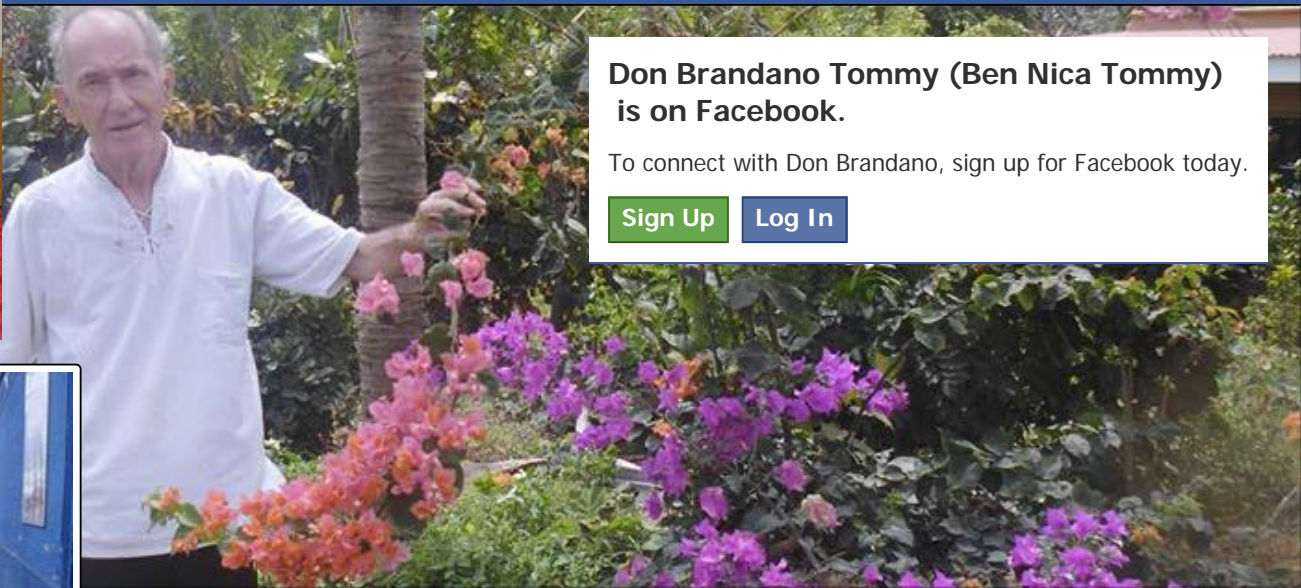 Don Brandano Tommy (Ben Nica Tommy)
is on Facebook.
To connect with Don Brandano, sign up for Facebook today.
Sign Up
Log In